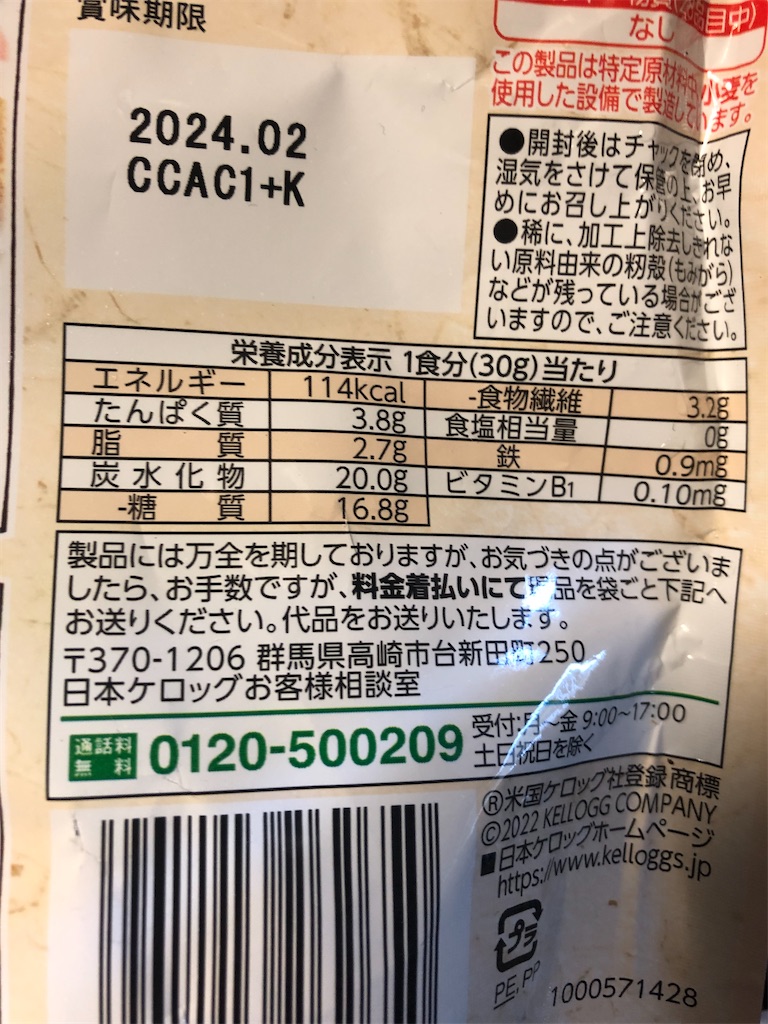 賞味期限
2024.02
CCAC1+K
なし
この製品は特定原材料中、小麦を
使用した設備で製造しています。
●開封後はチャックを閉め、
湿気をさけて保管の上、お早
めにお召し上がりください。
●稀に、加工上除去しきれな
い原料由来の籾殻(もみがら)
などが残っている場合がござ
いますので、ご注意ください。
栄養成分表示 1食分(30g)当たり
エネルギー 114kcal
たんぱく質 3.8g
脂質 2.7g
炭水化物 20.0g
-糖質 16.8g
-食物繊維 3.2g
食塩相当量 0g
鉄 0.9mg
ビタミンB1 0.10mg
製品には万全を期しておりますが、お気づきの点がございま
したら、お手数ですが、料金着払いにて現品を袋ごと下記へ
お送りください。代品をお送りいたします。
〒370-1206 群馬県高崎市台新田町250
日本ケロッグお客様相談室
通話料
無料
0120-500209
受付:月〜金 9:00〜17:00
土日祝日を除く
®米国ケロッグ社登録商標
©2022 KELLOGG COMPANY
■日本ケロッグホームページ
https://www.kelloggs.jp
プラ
PE, PP
1000571428